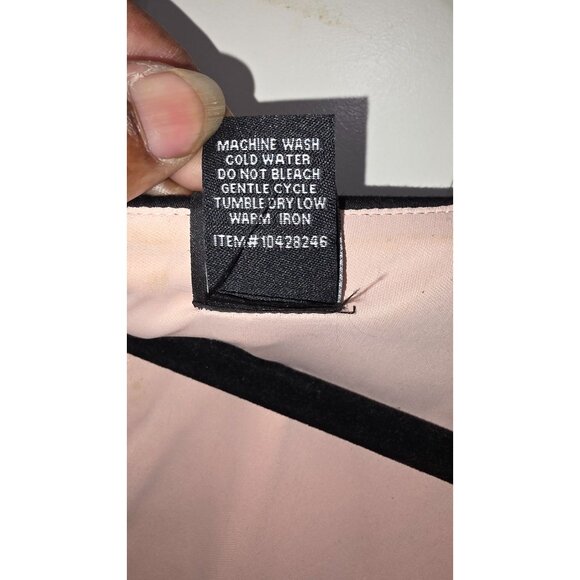 MACHINE WASH
COLD WATER
DO NOT BLEACH
GENTLE CYCLE
TUMBLE DRY LOW
WARM IRON
ITEM#10428246